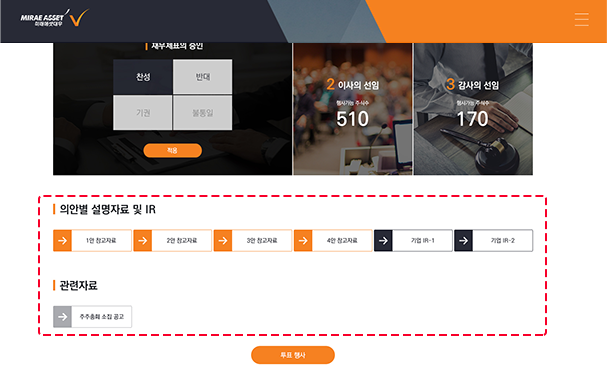 MIRAE ASSET
미래에셋대우
재무제표의 승인
찬성
반대
기권
불통일
적용
2 이사의 선임
행사가능 주식수
510
3 감사의 선임
행사가능 주식수
170
의안별 설명자료 및 IR
1안 참고자료
2안 참고자료
3안 참고자료
4안 참고자료
기업 IR-1
기업 IR-2
관련자료
주주총회 소집 공고
투표 행사